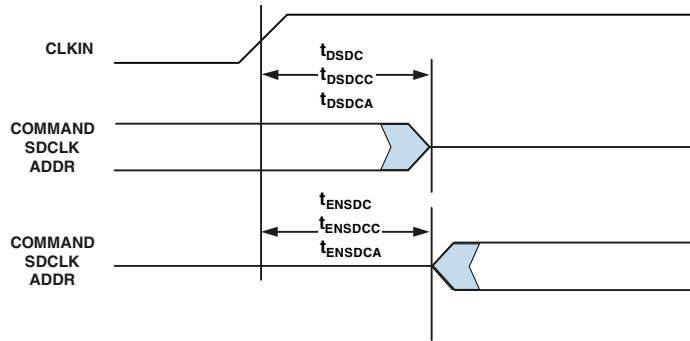 CLKIN
tDSDC
tDSDCC
tDSDCA
COMMAND
SDCLK
ADDR
tENSDC
tENSDCC
tENSDCA
COMMAND
SDCLK
ADDR